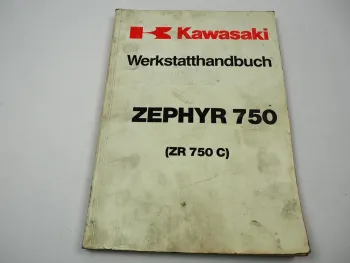 Kawasaki
Werkstatthandbuch
ZEPHYR 750
(ZR 750 C)